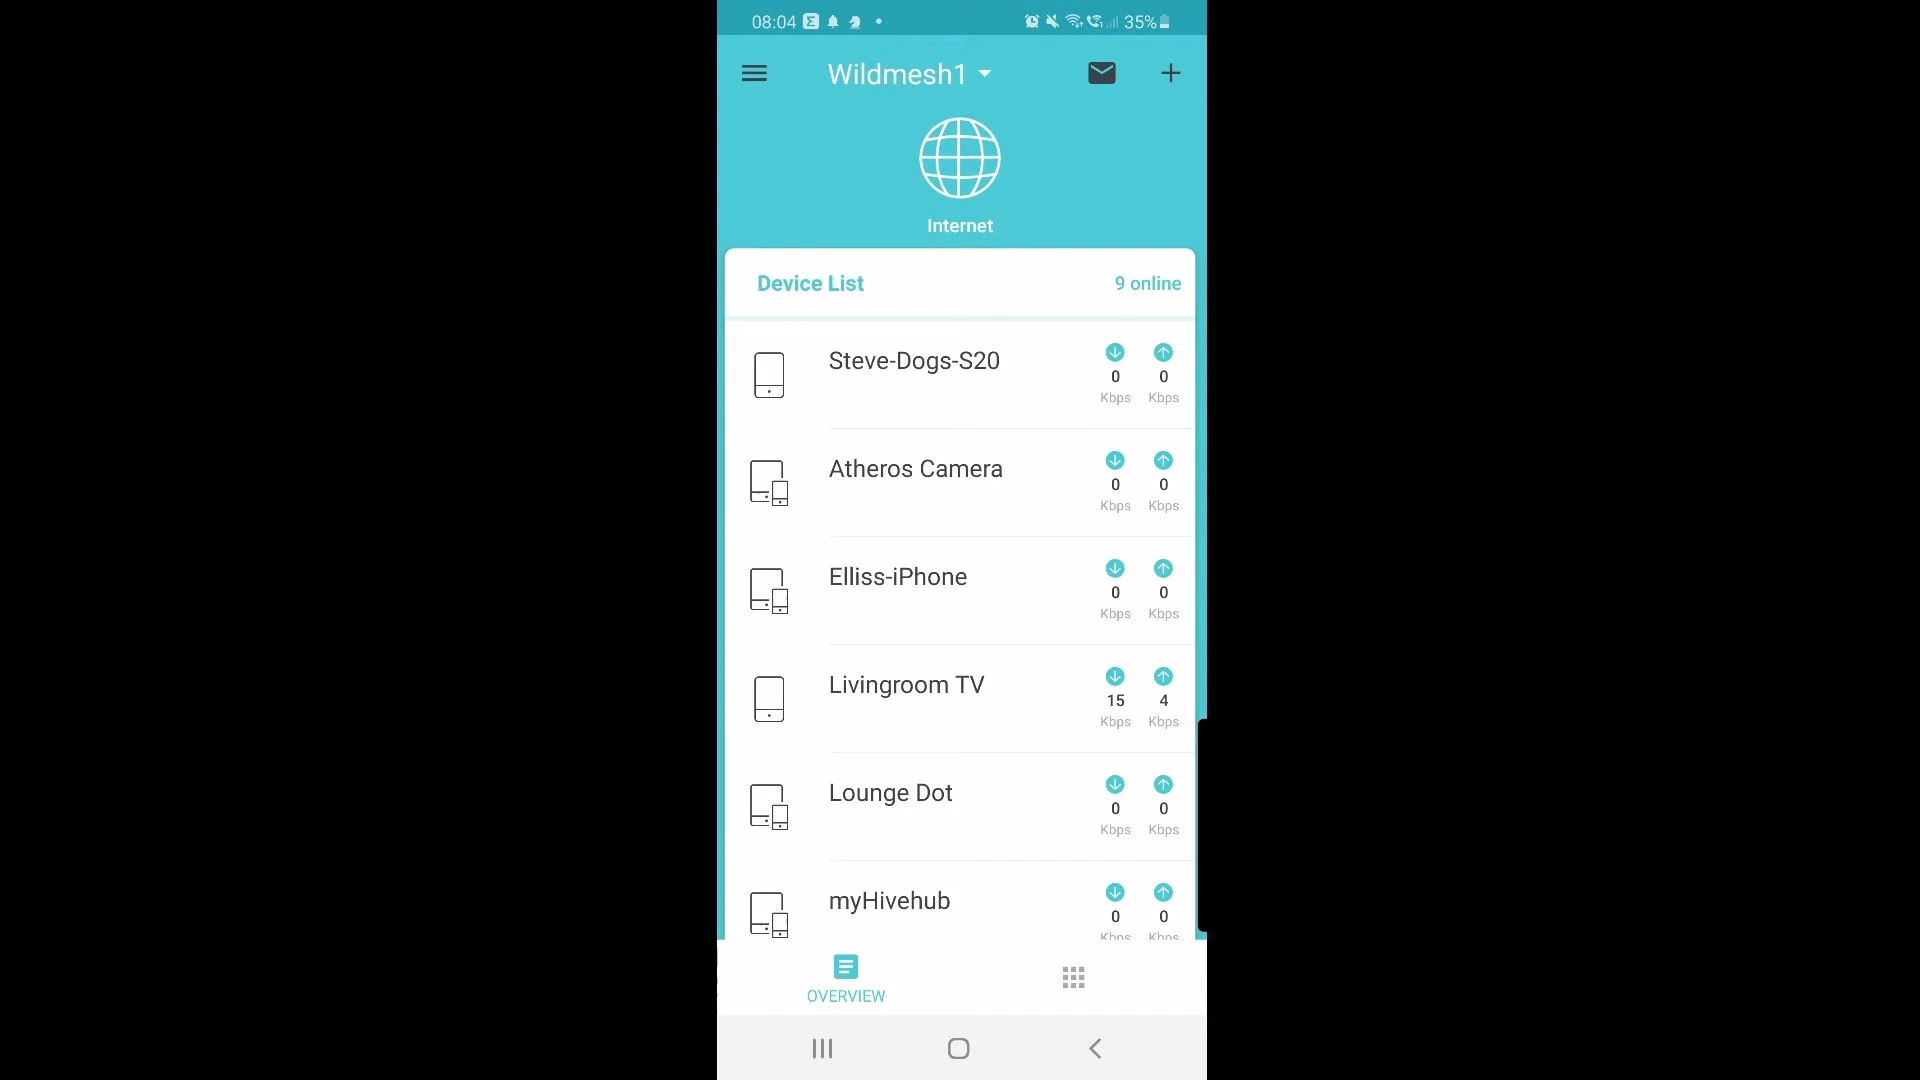 08:04 35%
Wildmesh1
Internet
Device List 9 online
Steve-Dogs-S20
0 0
Kbps Kbps
Atheros Camera
0 0
Kbps Kbps
Elliss-iPhone
0 0
Kbps Kbps
Livingroom TV
15 4
Kbps Kbps
Lounge Dot
0 0
Kbps Kbps
myHivehub
0 0
Kbps Kbps
OVERVIEW